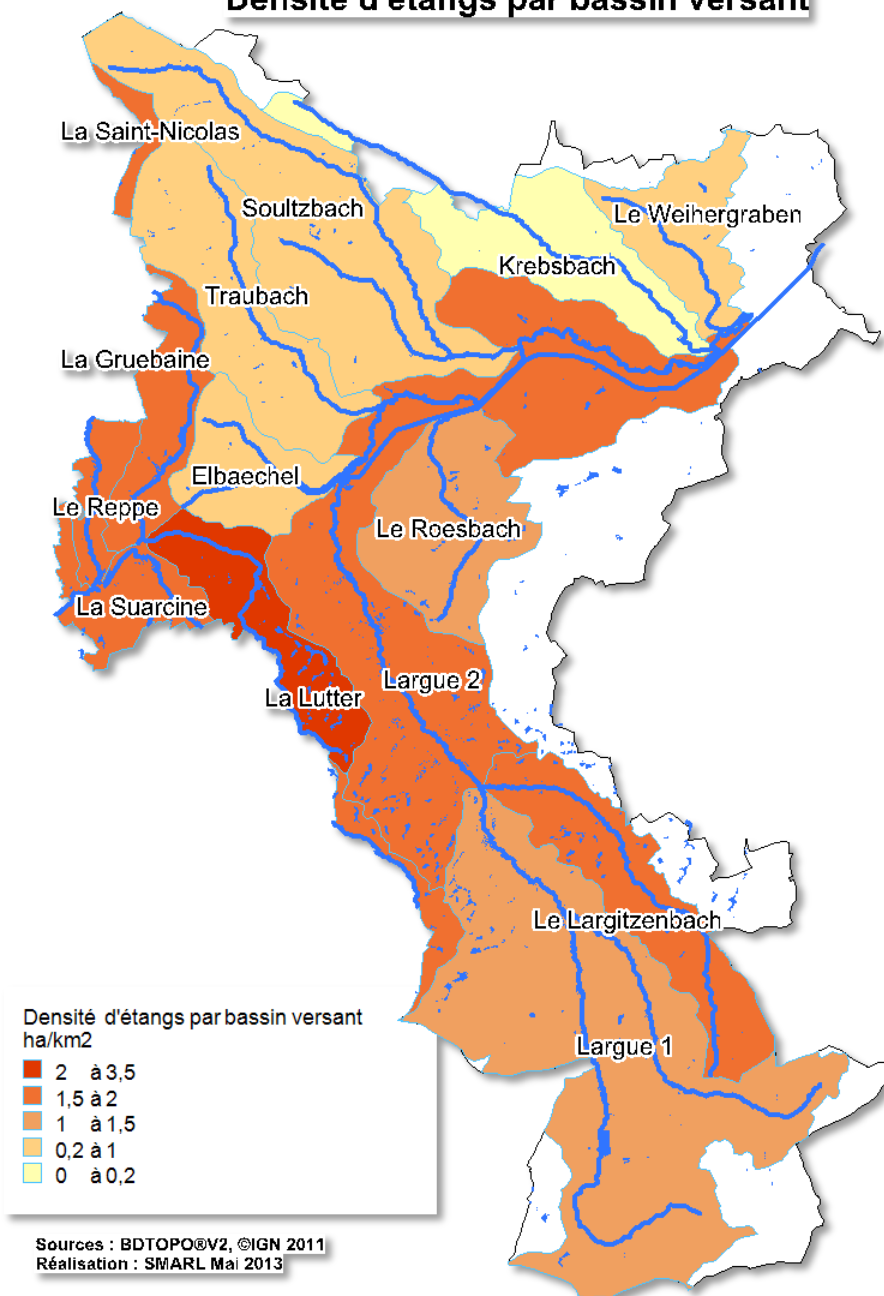 Densité d'étangs par bassin versant
La Saint-Nicolas
Soultzbach
Le Weihergraben
Krebsbach
Traubach
La Gruebaine
Elbaechel
Le Reppe
Le Roesbach
La Suarcine
La Lutter
Largue 2
Le Largitzenbach
Largue 1
Densité d'étangs par bassin versant
ha/km2
2 à 3,5
1,5 à 2
1 à 1,5
0,2 à 1
0 à 0,2
Sources : BDTOPO®V2, ©IGN 2011
Réalisation : SMARL Mai 2013